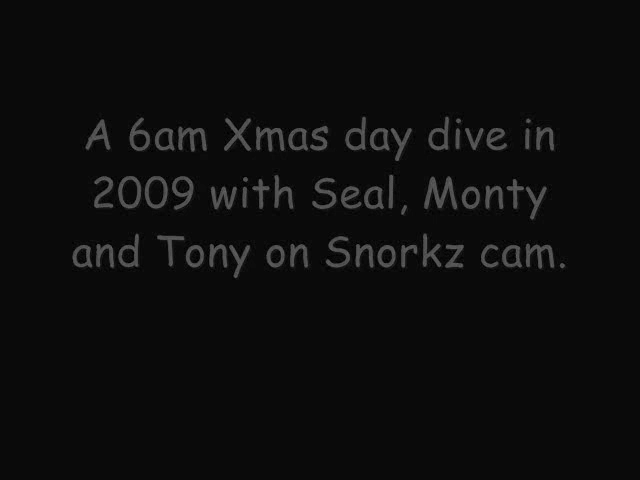 A 6am Xmas day dive in
2009 with Seal, Monty
and Tony on Snorkz cam.